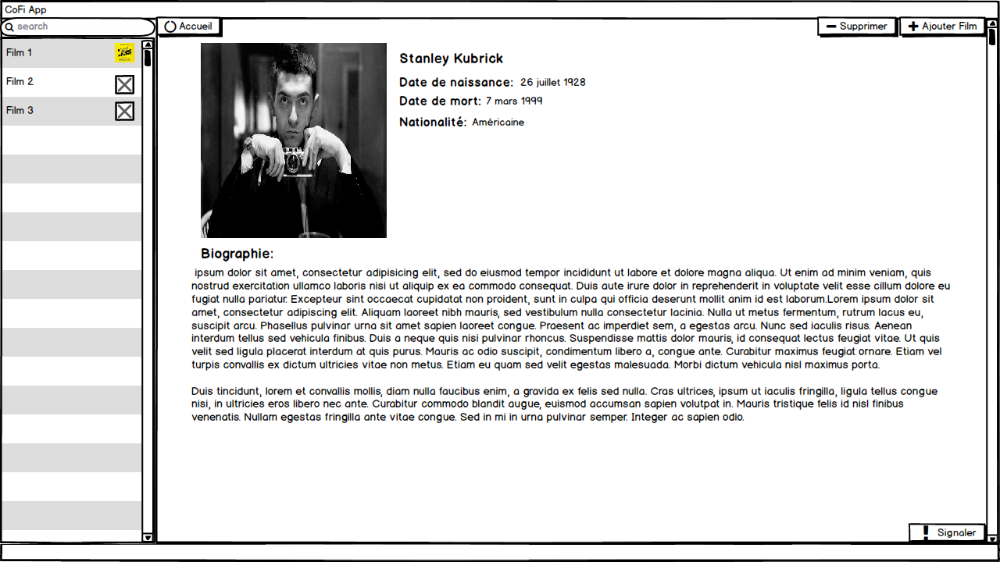 CoFi App
search
Accueil
Supprimer
Ajouter Film
Film 1
Film 2
Film 3
Stanley Kubrick
Date de naissance: 26 juillet 1928
Date de mort: 7 mars 1999
Nationalité: Américaine
Biographie:
ipsum dolor sit amet, consectetur adipisicing elit, sed do eiusmod tempor incididunt ut labore et dolore magna aliqua. Ut enim ad minim veniam, quis
nostrud exercitation ullamco laboris nisi ut aliquip ex ea commodo consequat. Duis aute irure dolor in reprehenderit in voluptate velit esse cillum dolore eu
fugiat nulla pariatur. Excepteur sint occaecat cupidatat non proident, sunt in culpa qui officia deserunt mollit anim id est laborum.Lorem ipsum dolor sit
amet, consectetur adipiscing elit. Aliquam laoreet nibh mauris, sed vestibulum nulla consectetur lacinia. Nulla ut metus fermentum, rutrum lacus eu,
suscipit arcu. Phasellus pulvinar urna sit amet sapien laoreet congue. Praesent ac imperdiet sem, a egestas arcu. Nunc sed iaculis risus. Aenean
interdum tellus sed vehicula finibus. Duis a neque quis nisi pulvinar rhoncus. Suspendisse mattis dolor mauris, id consequat lectus feugiat vitae. Ut quis
velit sed ligula placerat interdum at quis purus. Mauris ac odio suscipit, condimentum libero a, congue ante. Curabitur maximus feugiat ornare. Etiam vel
turpis convallis ex dictum ultricies vitae non metus. Etiam eu quam sed velit egestas malesuada. Morbi dictum vehicula nisl maximus porta.
Duis tincidunt, lorem et convallis mollis, diam nulla faucibus enim, a gravida ex felis sed nulla. Cras ultrices, ipsum ut iaculis fringilla, ligula tellus congue
nisi, in ultricies eros libero nec ante. Curabitur commodo blandit augue, euismod accumsan sapien volutpat in. Mauris tristique felis id nisl finibus
venenatis. Nullam egestas fringilla ante vitae congue. Sed in mi in urna pulvinar semper. Integer ac sapien odio.
Signaler